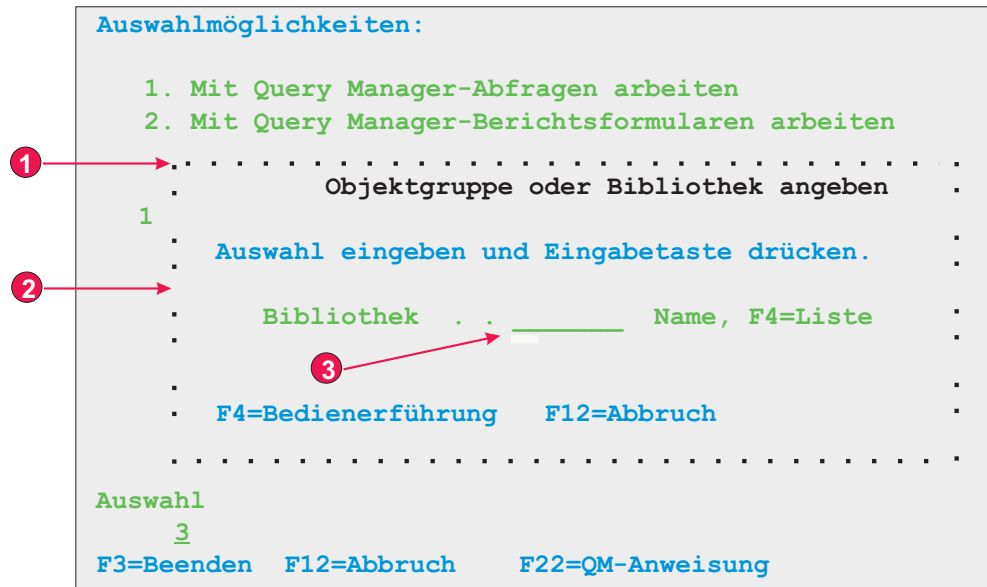 Auswahlmöglichkeiten:
1. Mit Query Manager-Abfragen arbeiten
2. Mit Query Manager-Berichtsformularen arbeiten
1
. . . . . . . . . . . . . . . . . . . . . . . . . . . . . . . . . .
Objektgruppe oder Bibliothek angeben
1
Auswahl eingeben und Eingabetaste drücken.
2
Bibliothek . . _______ Name, F4=Liste
3
F4=Bedienerführung F12=Abbruch
. . . . . . . . . . . . . . . . . . . . . . . . . . . . . . . . . .
Auswahl
3
F3=Beenden F12=Abbruch F22=QM-Anweisung